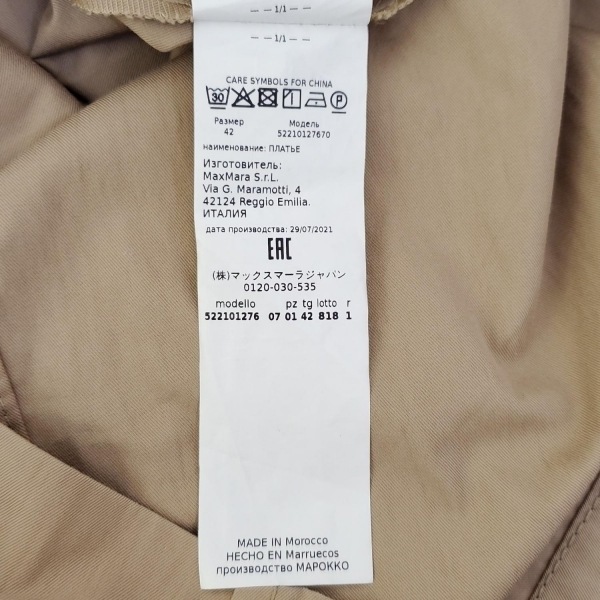 — — 1/1 — —
— — 1/1 — —
CARE SYMBOLS FOR CHINA
30 P
Размер Модель
42 52210127670
наименование: ПЛАТЬЕ
Изготовитель:
MaxMara S.r.L.
Via G. Maramotti, 4
42124 Reggio Emilia.
ИТАЛИЯ
дата производства: 29/07/2021
EAC
(株)マックスマーラジャパン
0120-030-535
modello pz tg lotto r
522101276 07 01 42 818 1
MADE IN Morocco
HECHO EN Marruecos
производство МАРОККО